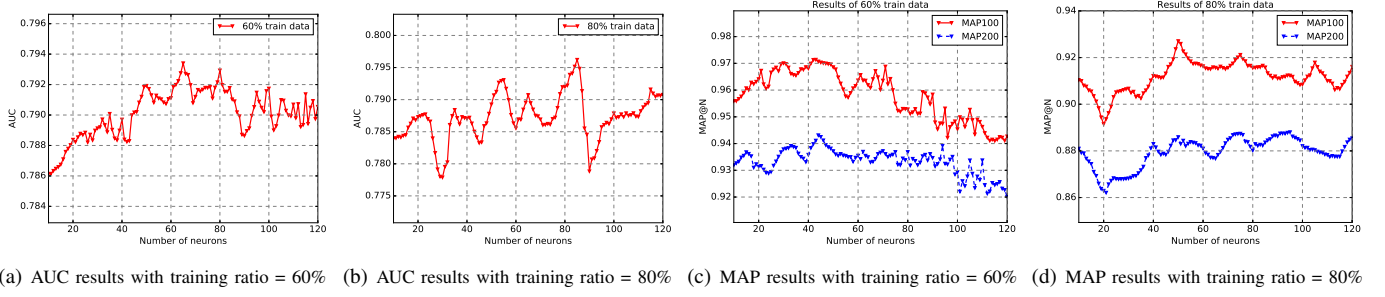 0.796
0.794
0.792
0.790
0.788
0.786
0.784
AUC
60% train data
20 40 60 80 100 120
Number of neurons
0.800
0.795
0.790
0.785
0.780
0.775
AUC
80% train data
20 40 60 80 100 120
Number of neurons
Results of 60% train data
0.98
0.97
0.96
0.95
0.94
0.93
0.92
MAP@N
MAP100
MAP200
20 40 60 80 100 120
Number of neurons
Results of 80% train data
0.94
0.92
0.90
0.88
0.86
MAP@N
MAP100
MAP200
20 40 60 80 100 120
Number of neurons
(a) AUC results with training ratio = 60%
(b) AUC results with training ratio = 80%
(c) MAP results with training ratio = 60%
(d) MAP results with training ratio = 80%